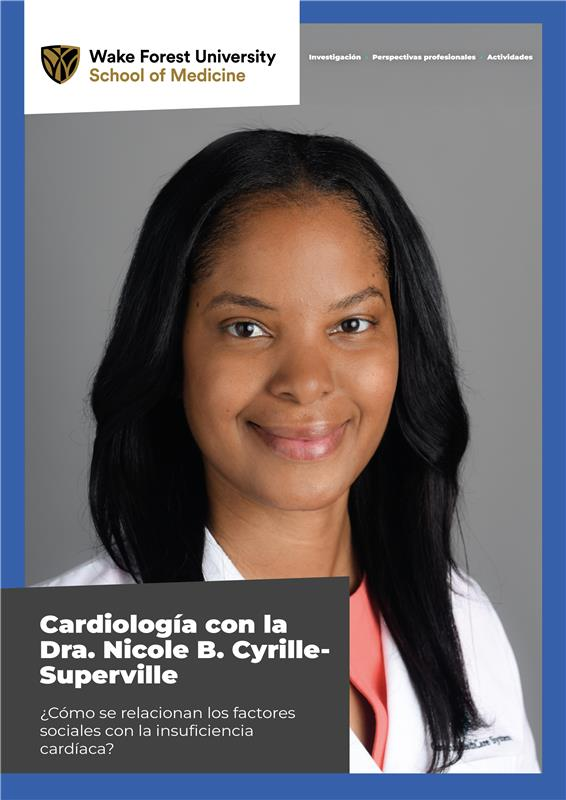 Wake Forest University
School of Medicine
Investigación · Perspectivas profesionales · Actividades
Cardiología con la
Dra. Nicole B. Cyrille-
Superville
¿Cómo se relacionan los factores
sociales con la insuficiencia
cardíaca?